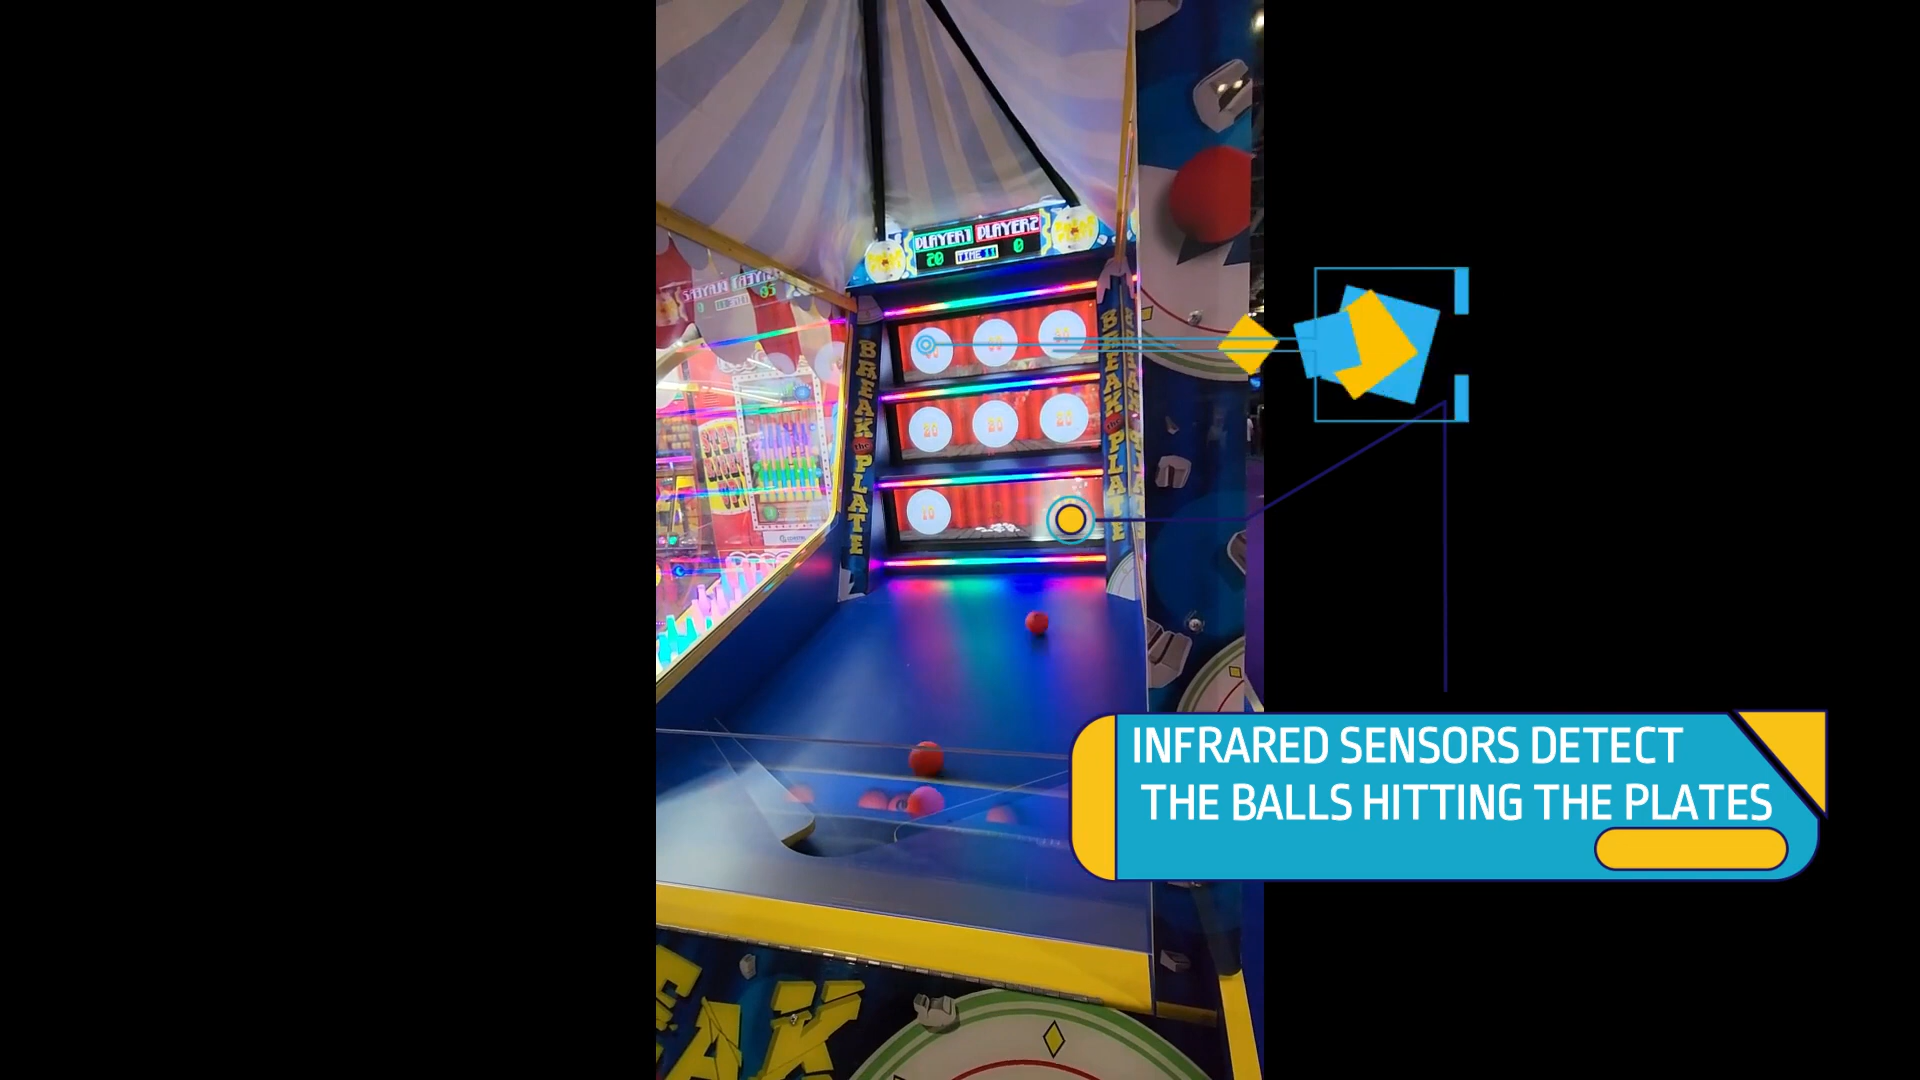 PLAYER1 PLAYER2
20 TIME 11 0
20 20 20
10
BREAK the PLATE
BREAK the PLATE
INFRARED SENSORS DETECT
THE BALLS HITTING THE PLATES